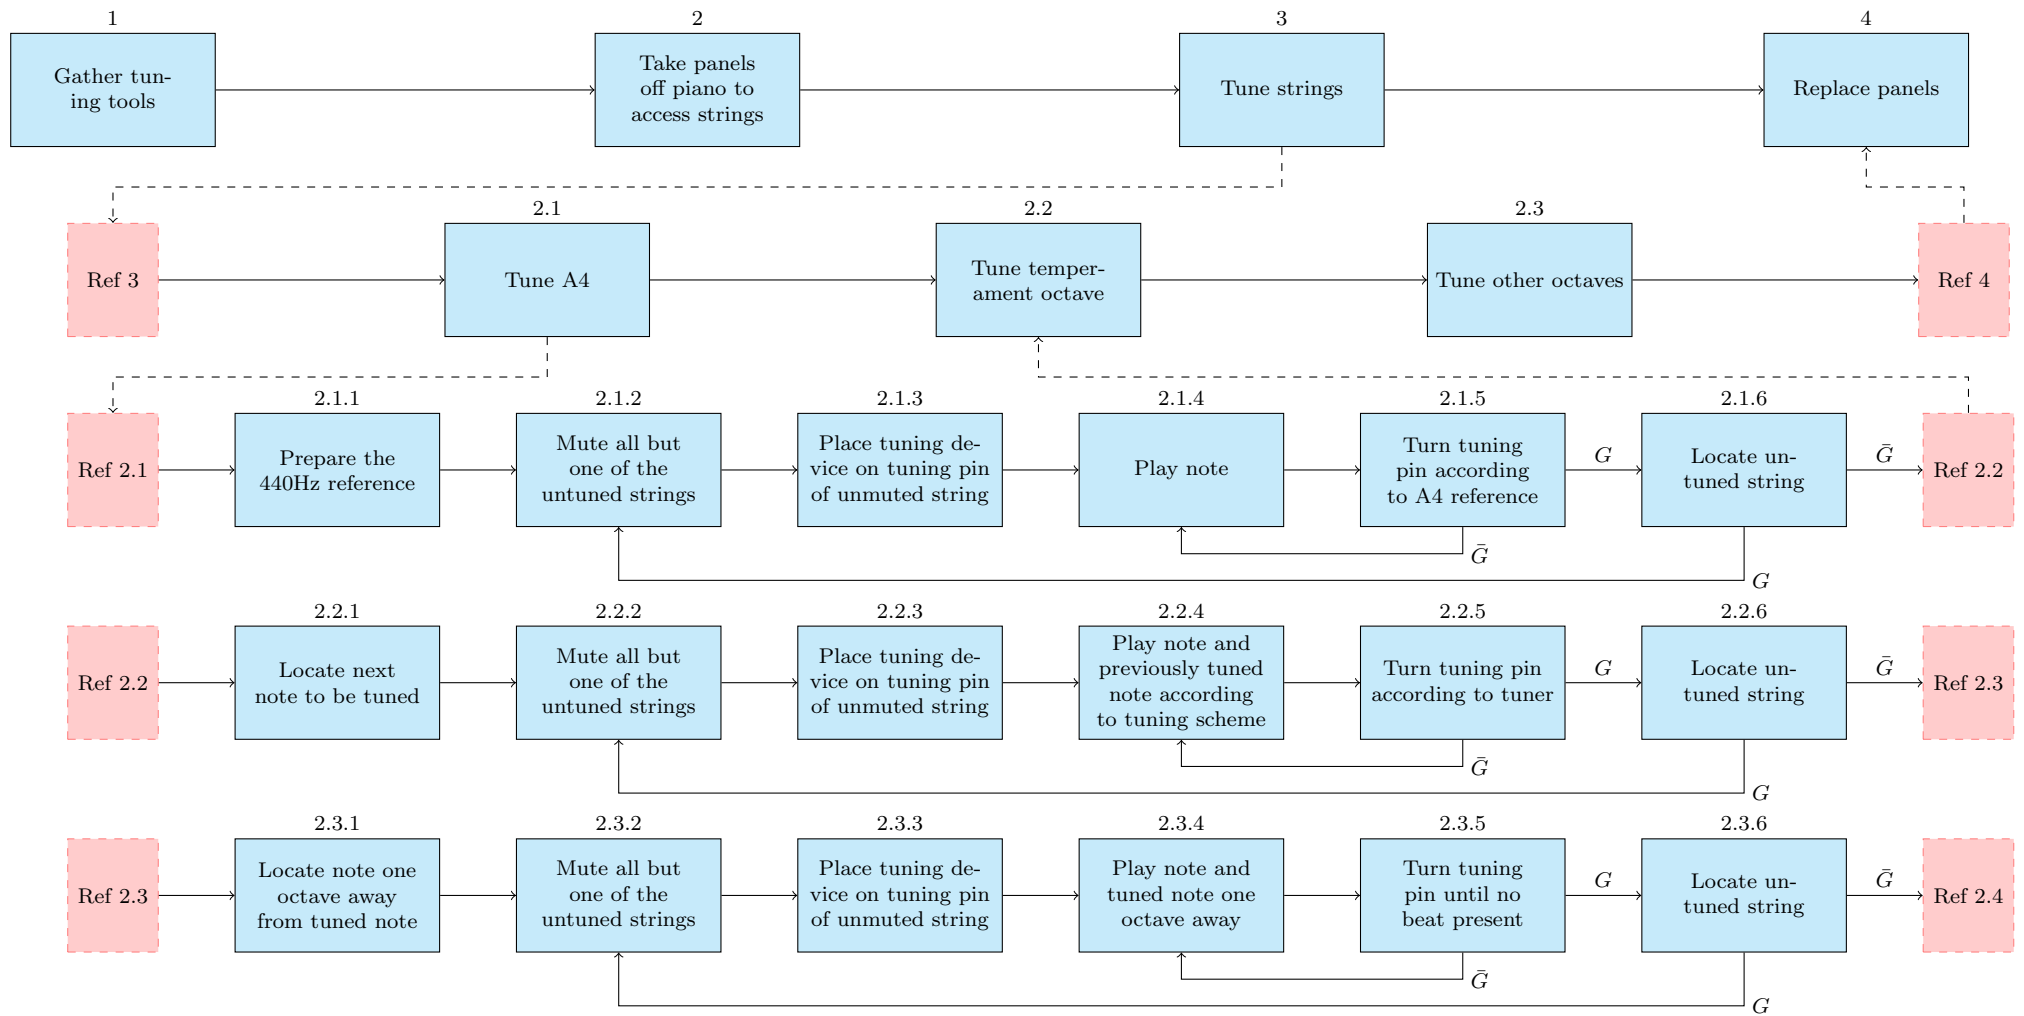 1
2
3
4
Gather tun-
ing tools
Take panels
off piano to
access strings
Tune strings
Replace panels
2.1
2.2
2.3
Ref 3
Tune A4
Tune temper-
ament octave
Tune other octaves
Ref 4
2.1.1
2.1.2
2.1.3
2.1.4
2.1.5
2.1.6
Ref 2.1
Prepare the
440Hz reference
Mute all but
one of the
untuned strings
Place tuning de-
vice on tuning pin
of unmuted string
Play note
Turn tuning
pin according
to A4 reference
G
Locate un-
tuned string
Ḡ
Ref 2.2
Ḡ
G
2.2.1
2.2.2
2.2.3
2.2.4
2.2.5
2.2.6
Ref 2.2
Locate next
note to be tuned
Mute all but
one of the
untuned strings
Place tuning de-
vice on tuning pin
of unmuted string
Play note and
previously tuned
note according
to tuning scheme
Turn tuning pin
according to tuner
G
Locate un-
tuned string
Ḡ
Ref 2.3
Ḡ
G
2.3.1
2.3.2
2.3.3
2.3.4
2.3.5
2.3.6
Ref 2.3
Locate note one
octave away
from tuned note
Mute all but
one of the
untuned strings
Place tuning de-
vice on tuning pin
of unmuted string
Play note and
tuned note one
octave away
Turn tuning
pin until no
beat present
G
Locate un-
tuned string
Ḡ
Ref 2.4
Ḡ
G